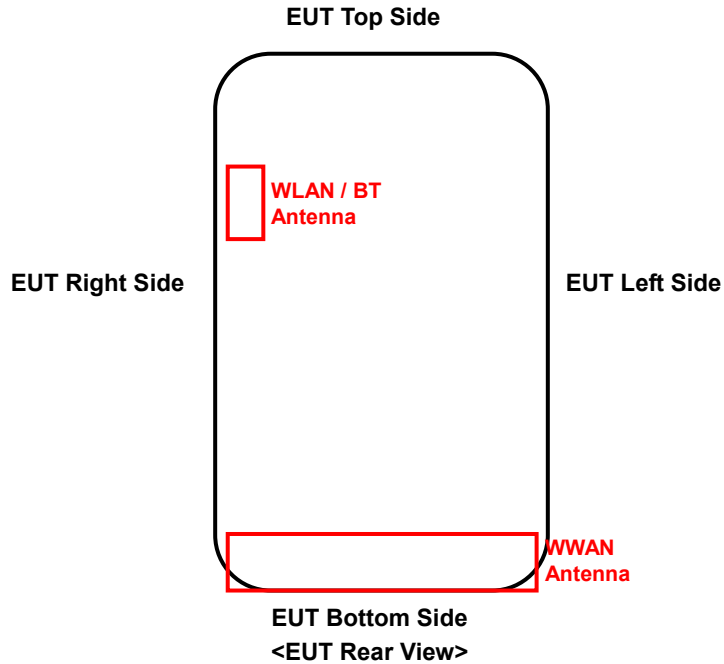 EUT Top Side
WLAN / BT
Antenna
EUT Right Side
EUT Left Side
WWAN
Antenna
EUT Bottom Side
<EUT Rear View>